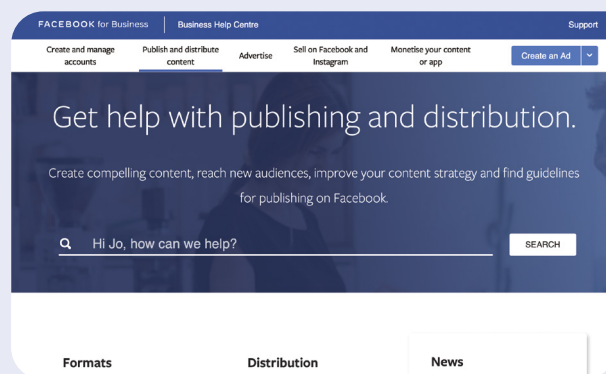 FACEBOOK for Business
Business Help Centre
Support
Create and manage
accounts
Publish and distribute
content
Advertise
Sell on Facebook and
Instagram
Monetise your content
or app
Create an Ad
Get help with publishing and distribution.
Create compelling content, reach new audiences, improve your content strategy and find guidelines
for publishing on Facebook.
Hi Jo, how can we help?
SEARCH
Formats
Distribution
News